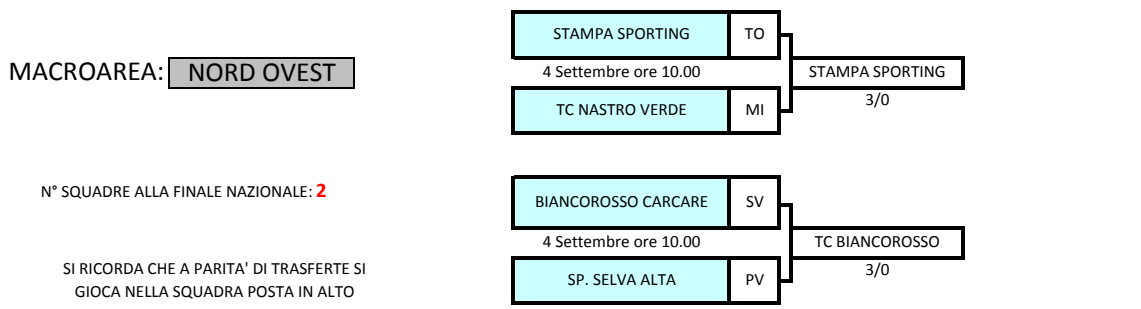 MACROAREA: NORD OVEST
N° SQUADRE ALLA FINALE NAZIONALE: 2
SI RICORDA CHE A PARITA' DI TRASFERTE SI
GIOCA NELLA SQUADRA POSTA IN ALTO
STAMPA SPORTING TO
4 Settembre ore 10.00
TC NASTRO VERDE MI
STAMPA SPORTING
3/0
BIANCOROSSO CARCARE SV
4 Settembre ore 10.00
SP. SELVA ALTA PV
TC BIANCOROSSO
3/0